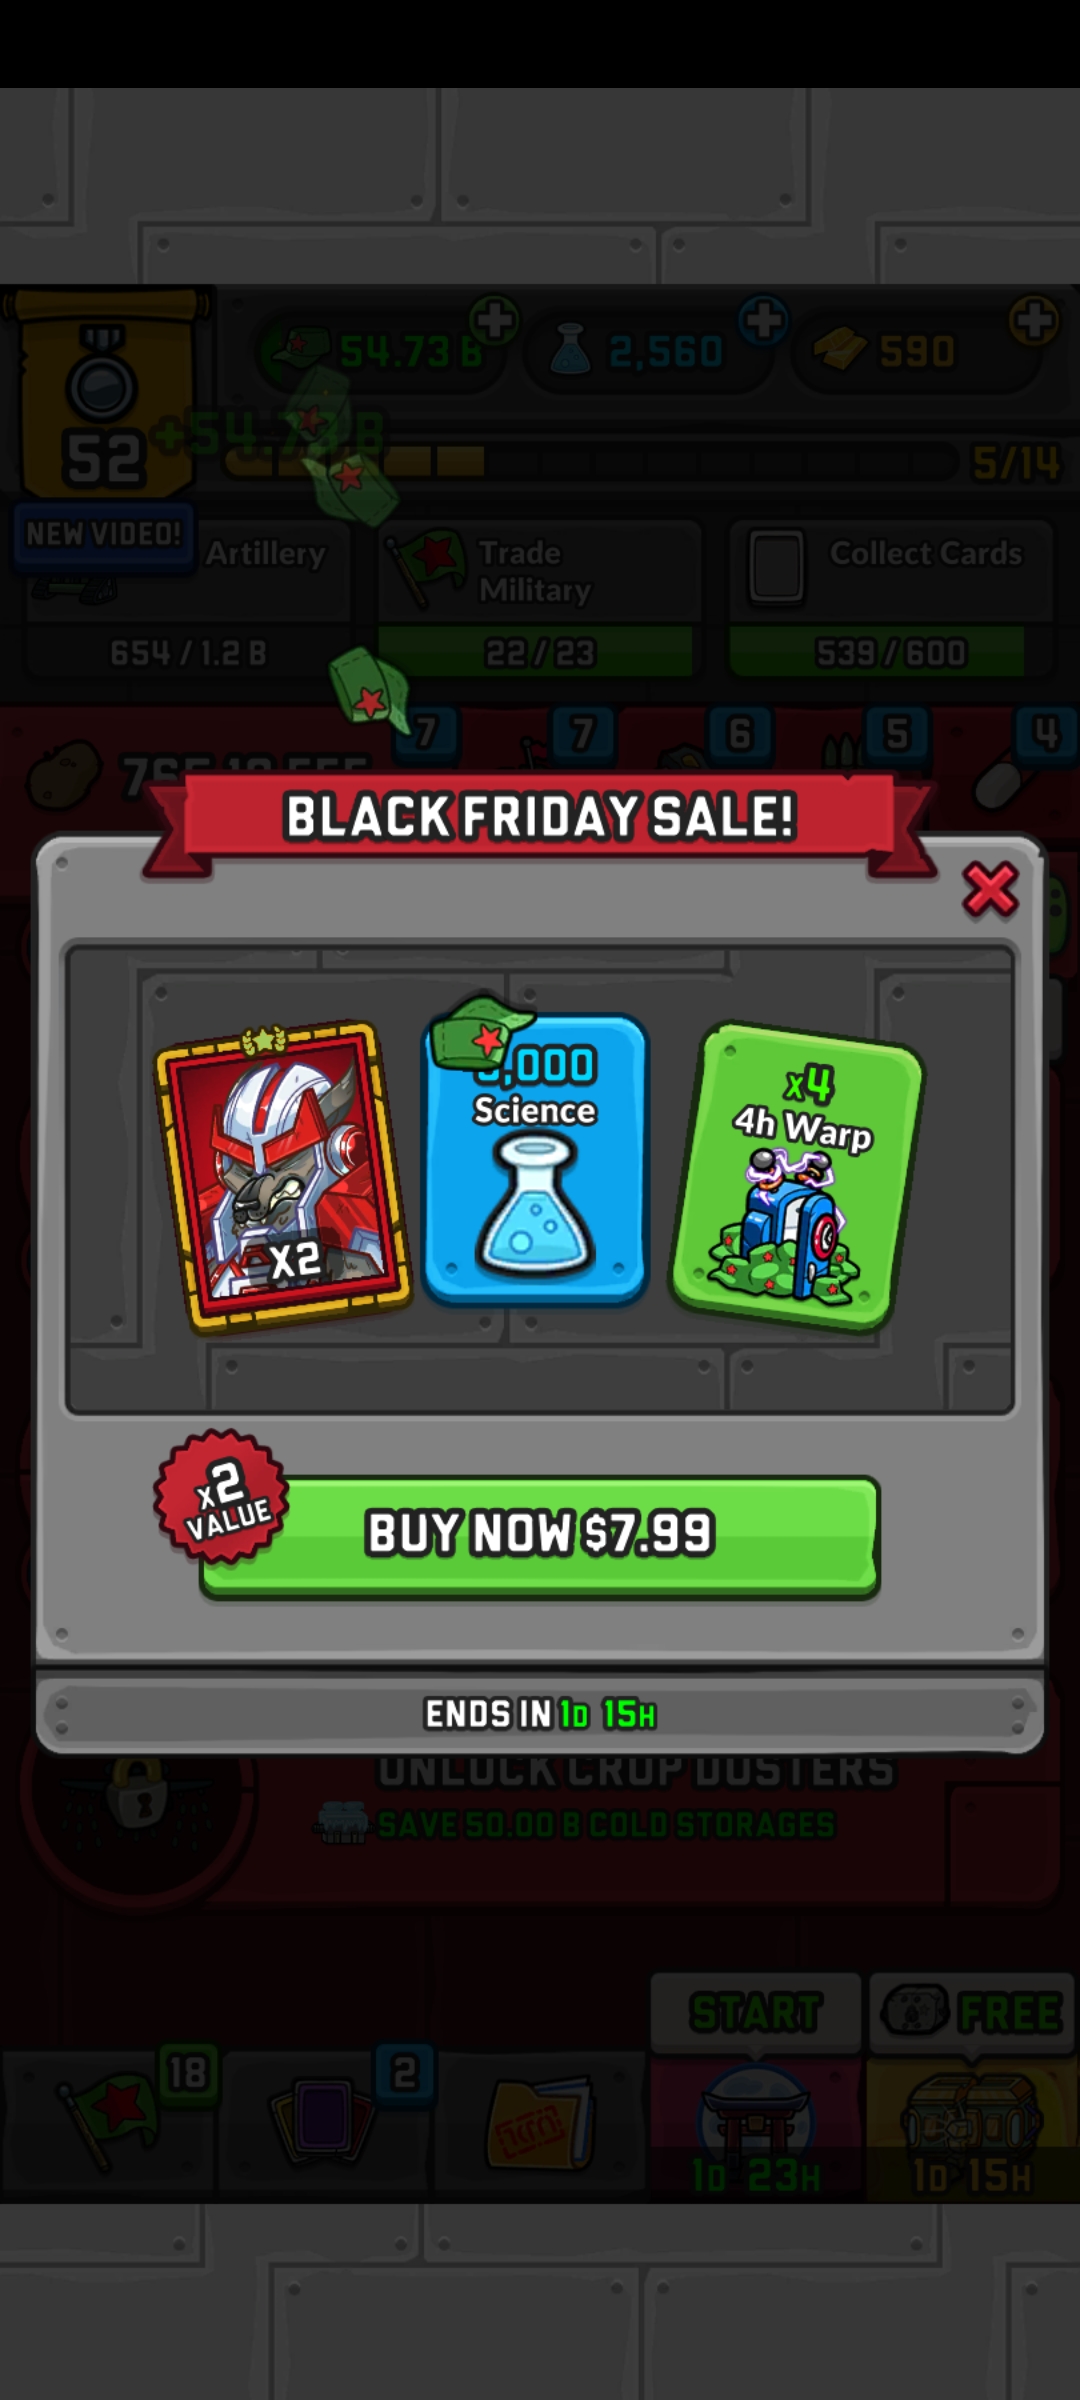 54.73 B
2,560
590
+54.73 B
52
5/14
NEW VIDEO!
Artillery
Trade
Military
Collect Cards
654 / 1.2 B
22 / 23
539 / 600
7
7
6
5
4
BLACK FRIDAY SALE!
,000
Science
x4
4h Warp
X2
x2
VALUE
BUY NOW $7.99
ENDS IN 1D 15H
UNLOCK CROP DUSTERS
SAVE 50.00 B COLD STORAGES
START
FREE
18
2
1D 23H
1D 15H